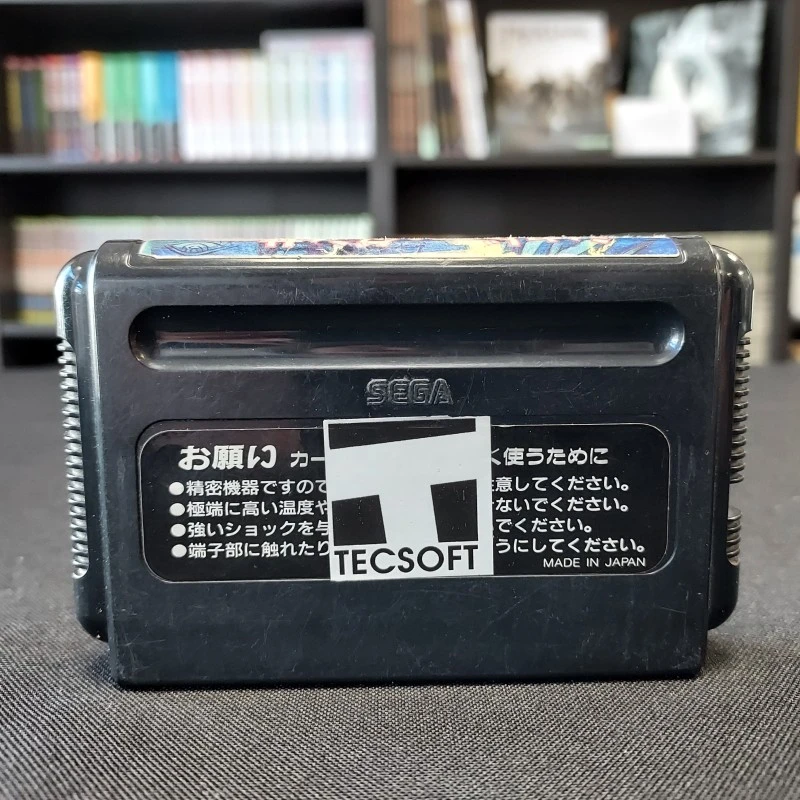 SEGA
お願い カー く使うために
●精密機器ですので 注意してください。
●極端に高い温度や せないでください。
●強いショックを与 でください。
●端子部に触れたり ようにしてください。
MADE IN JAPAN
T
TECSOFT